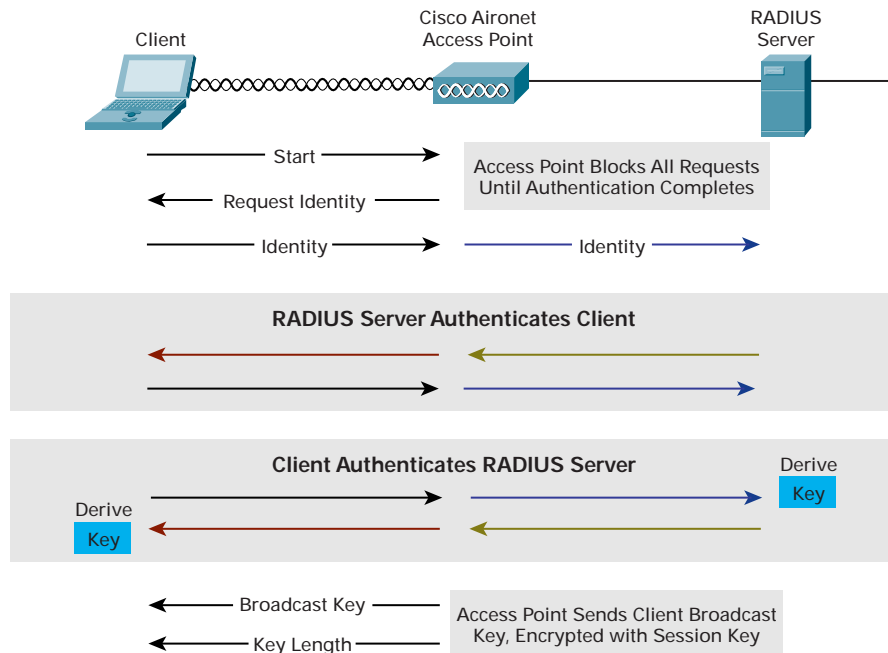 Client
Cisco Aironet
Access Point
RADIUS
Server
Start
Access Point Blocks All Requests
Until Authentication Completes
Request Identity
Identity
Identity
RADIUS Server Authenticates Client
Client Authenticates RADIUS Server
Derive
Key
Derive
Key
Broadcast Key
Access Point Sends Client Broadcast
Key, Encrypted with Session Key
Key Length